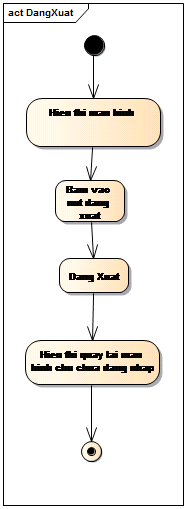 act DangXuat
Hien thi man hinh
Bam vao
nut dang
xuat
Dang Xuat
Hien thi quay lai man
hinh chu chua dang nhap